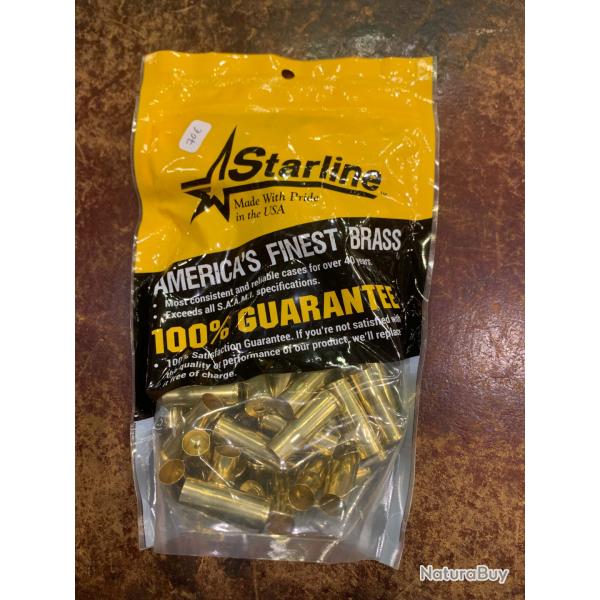 70€
Starline
Made With Pride
in the USA
AMERICA'S FINEST BRASS
Most consistent and reliable cases for over 40 years.
Exceeds all S.A.A.M.I. specifications.
100% GUARANTEE
• 100% Satisfaction Guarantee. If you're not satisfied with
the quality of performance of our product, we'll replace
it free of charge.
NaturaBuy